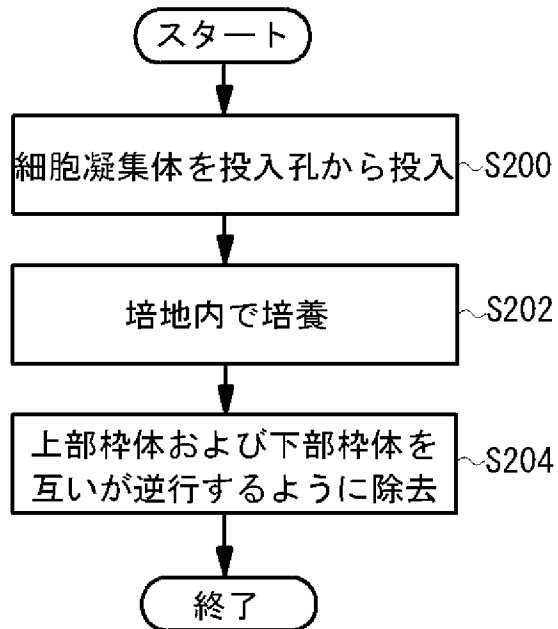 スタート
細胞凝集体を投入孔から投入
S200
培地内で培養
S202
上部枠体および下部枠体を
互いが逆行するように除去
S204
終了